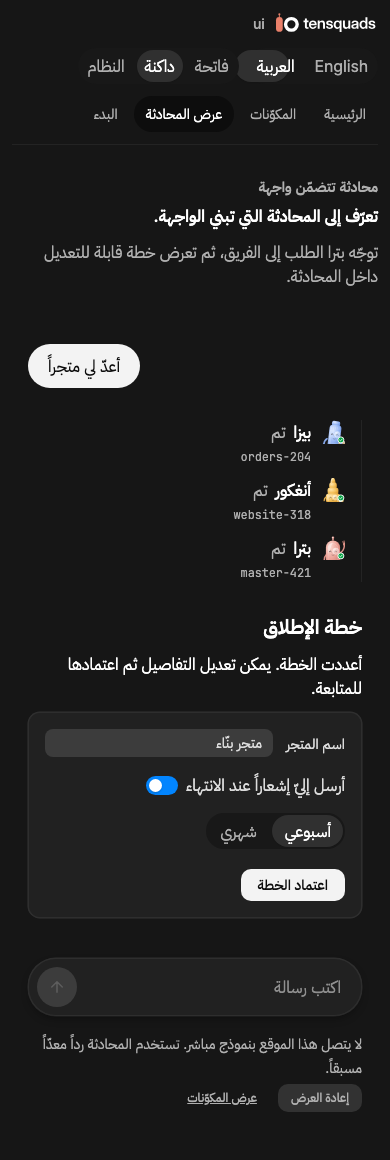 tensquads ui
English العربية فاتحة داكنة النظام
الرئيسية المكوّنات عرض المحادثة البدء
محادثة تتضمّن واجهة
تعرّف إلى المحادثة التي تبني الواجهة.
توجّه بترا الطلب إلى الفريق، ثم تعرض خطة قابلة للتعديل
داخل المحادثة.
أعدّ لي متجراً
بيزا تم
orders-204
أنغكور تم
website-318
بترا تم
master-421
خطة الإطلاق
أعددت الخطة. يمكن تعديل التفاصيل ثم اعتمادها
للمتابعة.
اسم المتجر متجر بنّاء
أرسل إليّ إشعاراً عند الانتهاء
أسبوعي شهري
اعتماد الخطة
اكتب رسالة
لا يتصل هذا الموقع بنموذج مباشر. تستخدم المحادثة رداً معدّاً
مسبقاً.
إعادة العرض عرض المكوّنات